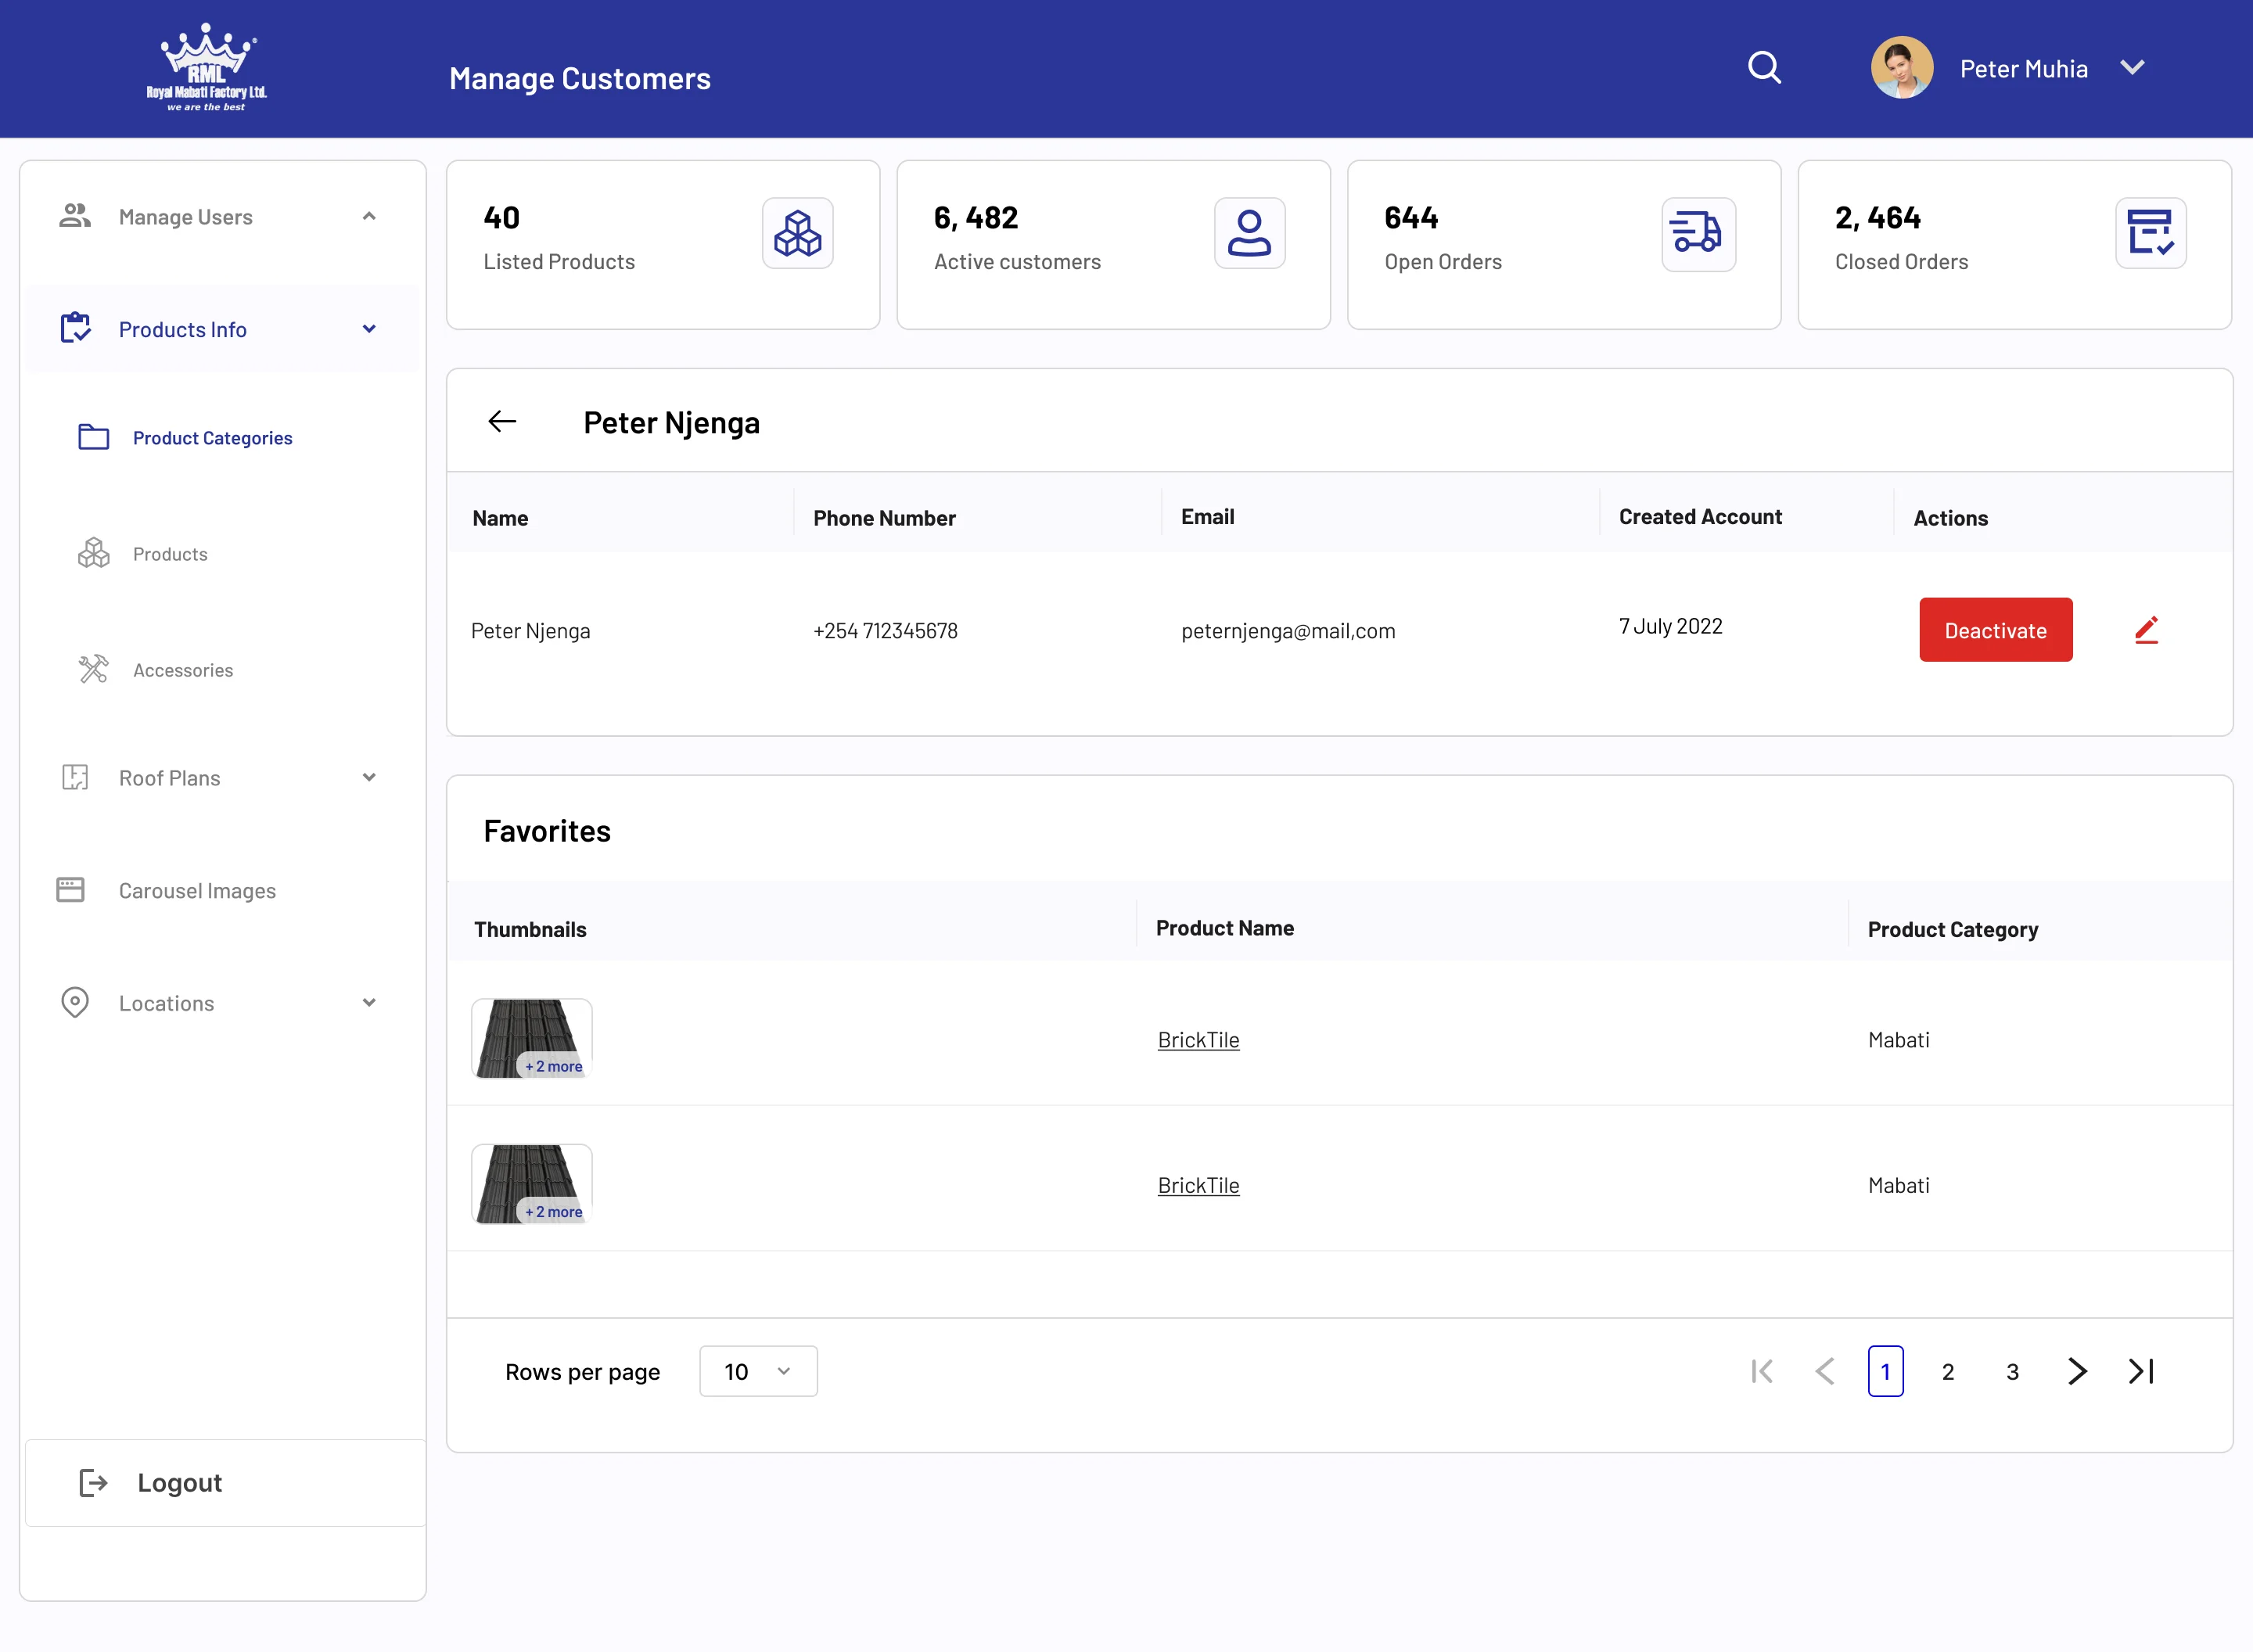 RML
Royal Mabati Factory Ltd.
we are the best
Manage Customers
Peter Muhia
Manage Users
Products Info
Product Categories
Products
Accessories
Roof Plans
Carousel Images
Locations
Logout
40
Listed Products
6, 482
Active customers
644
Open Orders
2, 464
Closed Orders
Peter Njenga
Name Phone Number Email Created Account Actions
Peter Njenga +254 712345678 peternjenga@mail,com 7 July 2022 Deactivate
Favorites
Thumbnails Product Name Product Category
+ 2 more BrickTile Mabati
+ 2 more BrickTile Mabati
Rows per page 10 1 2 3